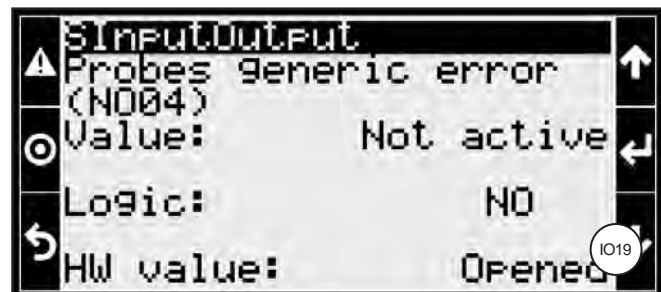 SInputOutput
Probes generic error
(NO04)
Value: Not active
Logic: NO
HW value: Opened
IO19